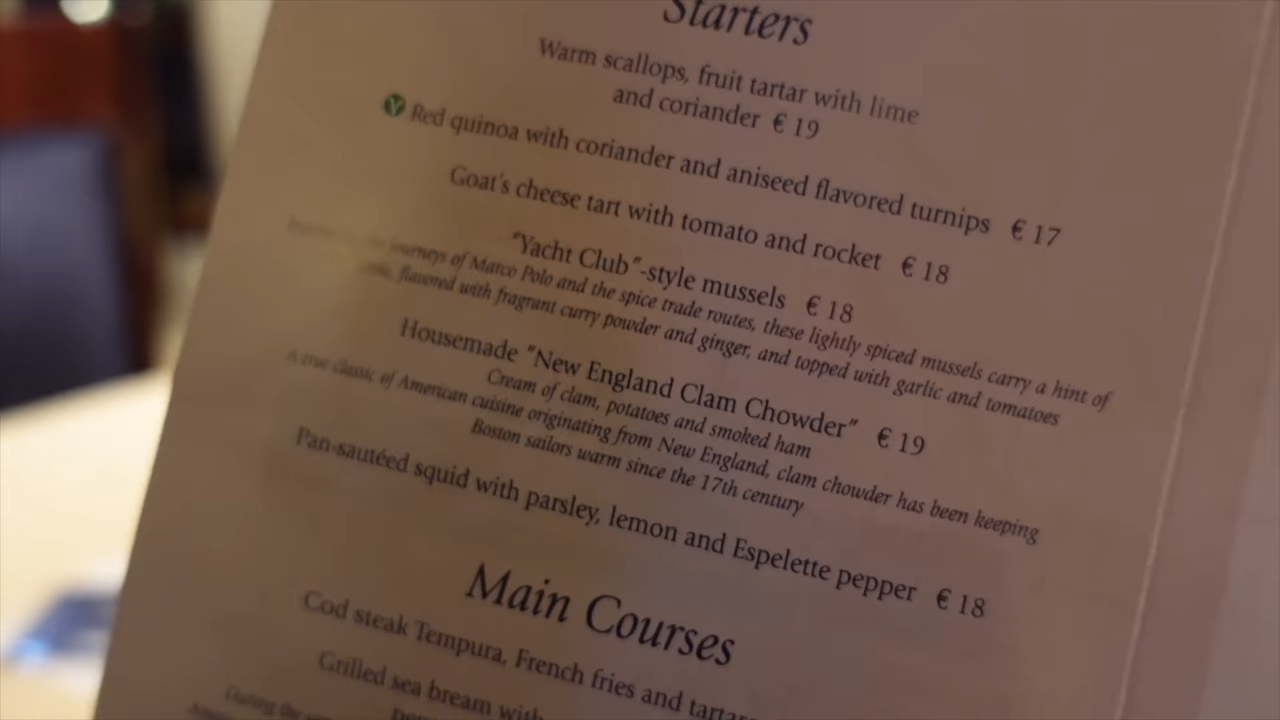 Starters
Warm scallops, fruit tartar with lime
and coriander € 19
V Red quinoa with coriander and aniseed flavored turnips € 17
Goat's cheese tart with tomato and rocket € 18
"Yacht Club"-style mussels € 18
journeys of Marco Polo and the spice trade routes, these lightly spiced mussels carry a hint of
flavored with fragrant curry powder and ginger, and topped with garlic and tomatoes
Housemade "New England Clam Chowder" € 19
Cream of clam, potatoes and smoked ham
A true classic of American cuisine originating from New England, clam chowder has been keeping
Boston sailors warm since the 17th century
Pan-sautéed squid with parsley, lemon and Espelette pepper € 18
Main Courses
Cod steak Tempura, French fries and tartar
Grilled sea bream with